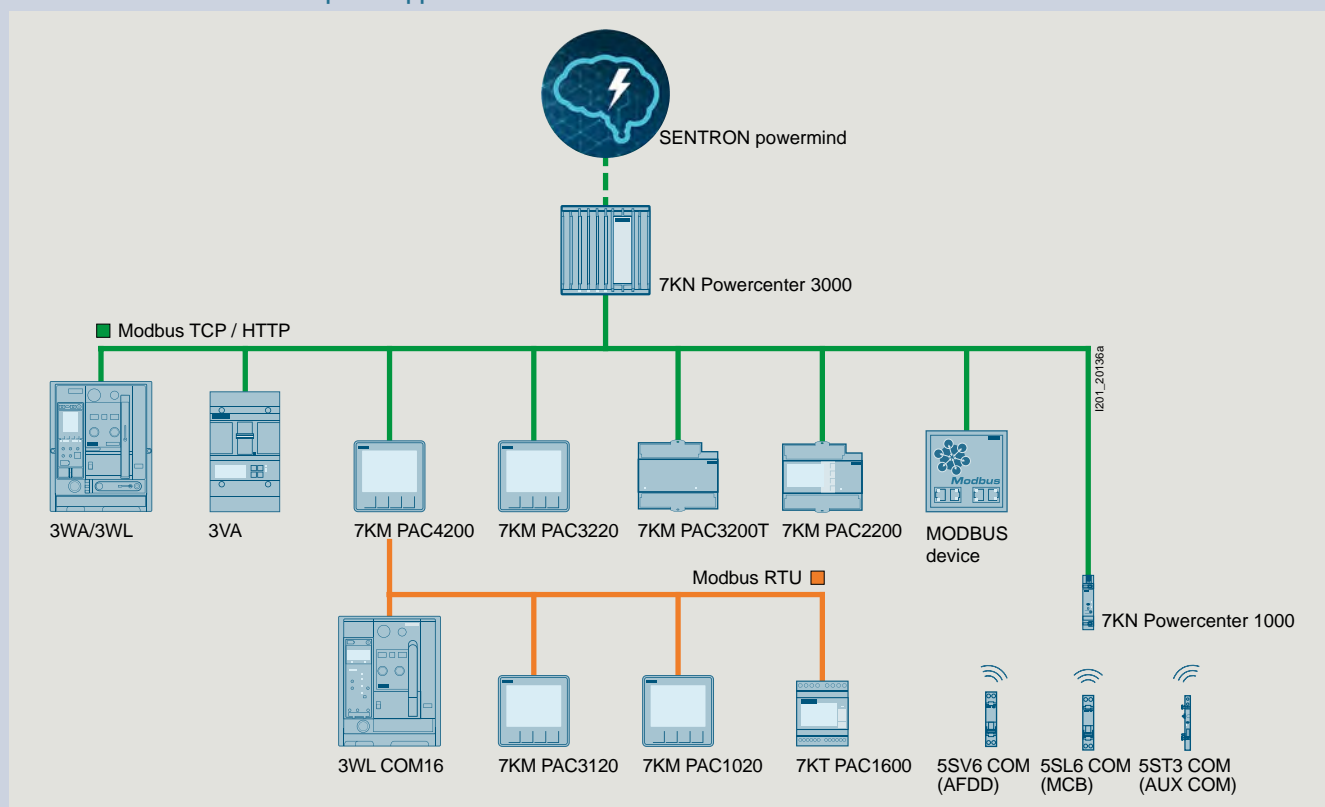 SENTRON powermind
7KN Powercenter 3000
Modbus TCP / HTTP
I201_20136a
Modbus
3WA/3WL
3VA
7KM PAC4200
7KM PAC3220
7KM PAC3200T
7KM PAC2200
MODBUS
device
Modbus RTU
7KN Powercenter 1000
3WL COM16
7KM PAC3120
7KM PAC1020
7KT PAC1600
5SV6 COM
(AFDD)
5SL6 COM
(MCB)
5ST3 COM
(AUX COM)